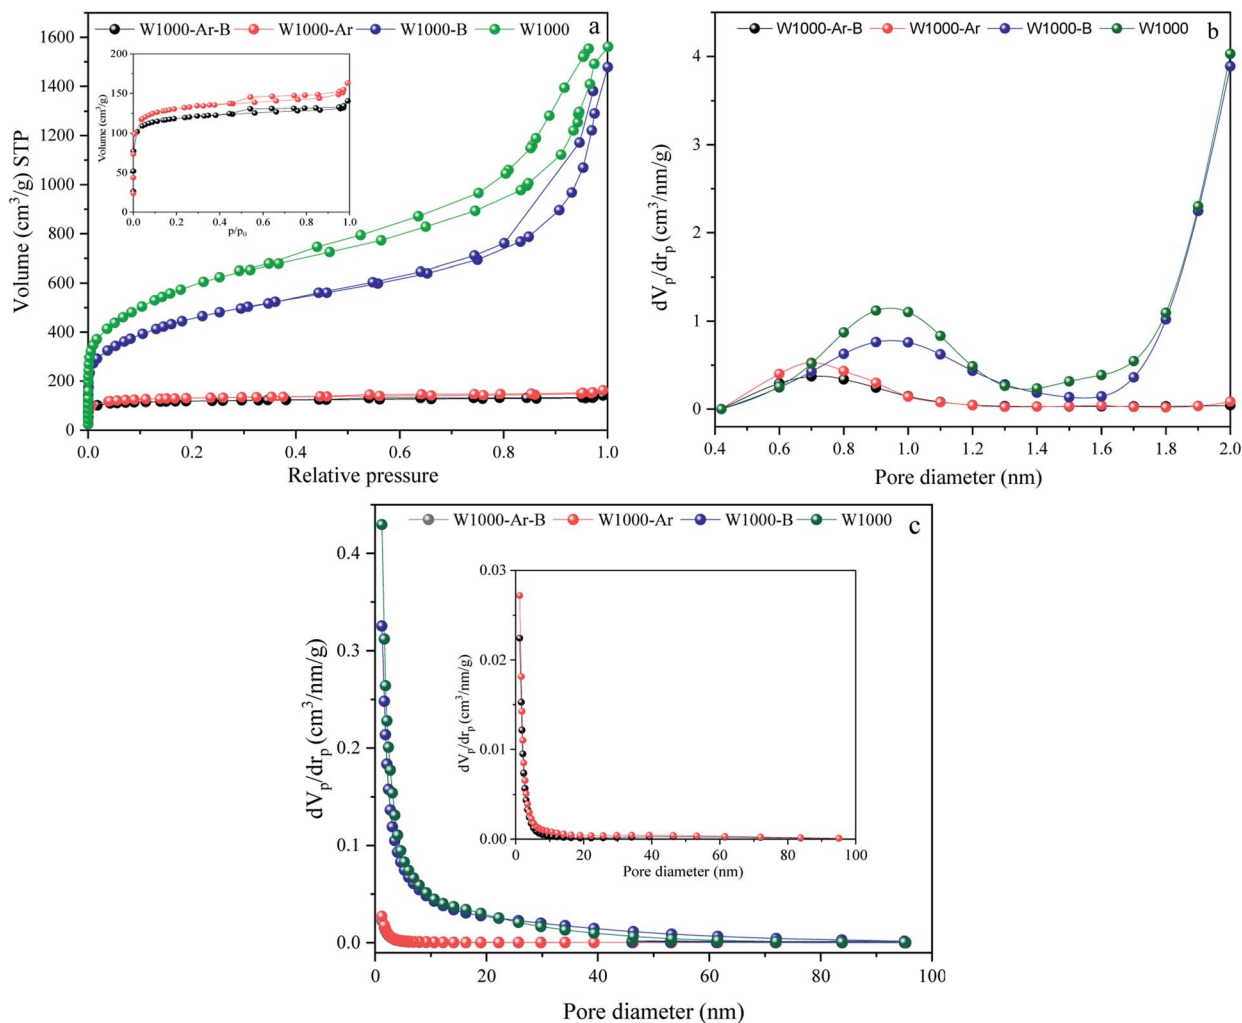 W1000-Ar-B W1000-Ar W1000-B W1000 a
1600
1400
1200
1000
800
600
400
200
0
Volume (cm³/g) STP
0.0 0.2 0.4 0.6 0.8 1.0
Relative pressure
200
150
100
50
0
Volume (cm³/g)
0.0 0.2 0.4 0.6 0.8 1.0
p/p₀
W1000-Ar-B W1000-Ar W1000-B W1000 b
4
3
2
1
0
dVₚ/drₚ (cm³/nm/g)
0.4 0.6 0.8 1.0 1.2 1.4 1.6 1.8 2.0
Pore diameter (nm)
W1000-Ar-B W1000-Ar W1000-B W1000 c
0.4
0.3
0.2
0.1
0.0
dVₚ/drₚ (cm³/nm/g)
0 20 40 60 80 100
Pore diameter (nm)
0.03
0.02
0.01
0.00
dVₚ/drₚ (cm³/nm/g)
0 20 40 60 80 100
Pore diameter (nm)